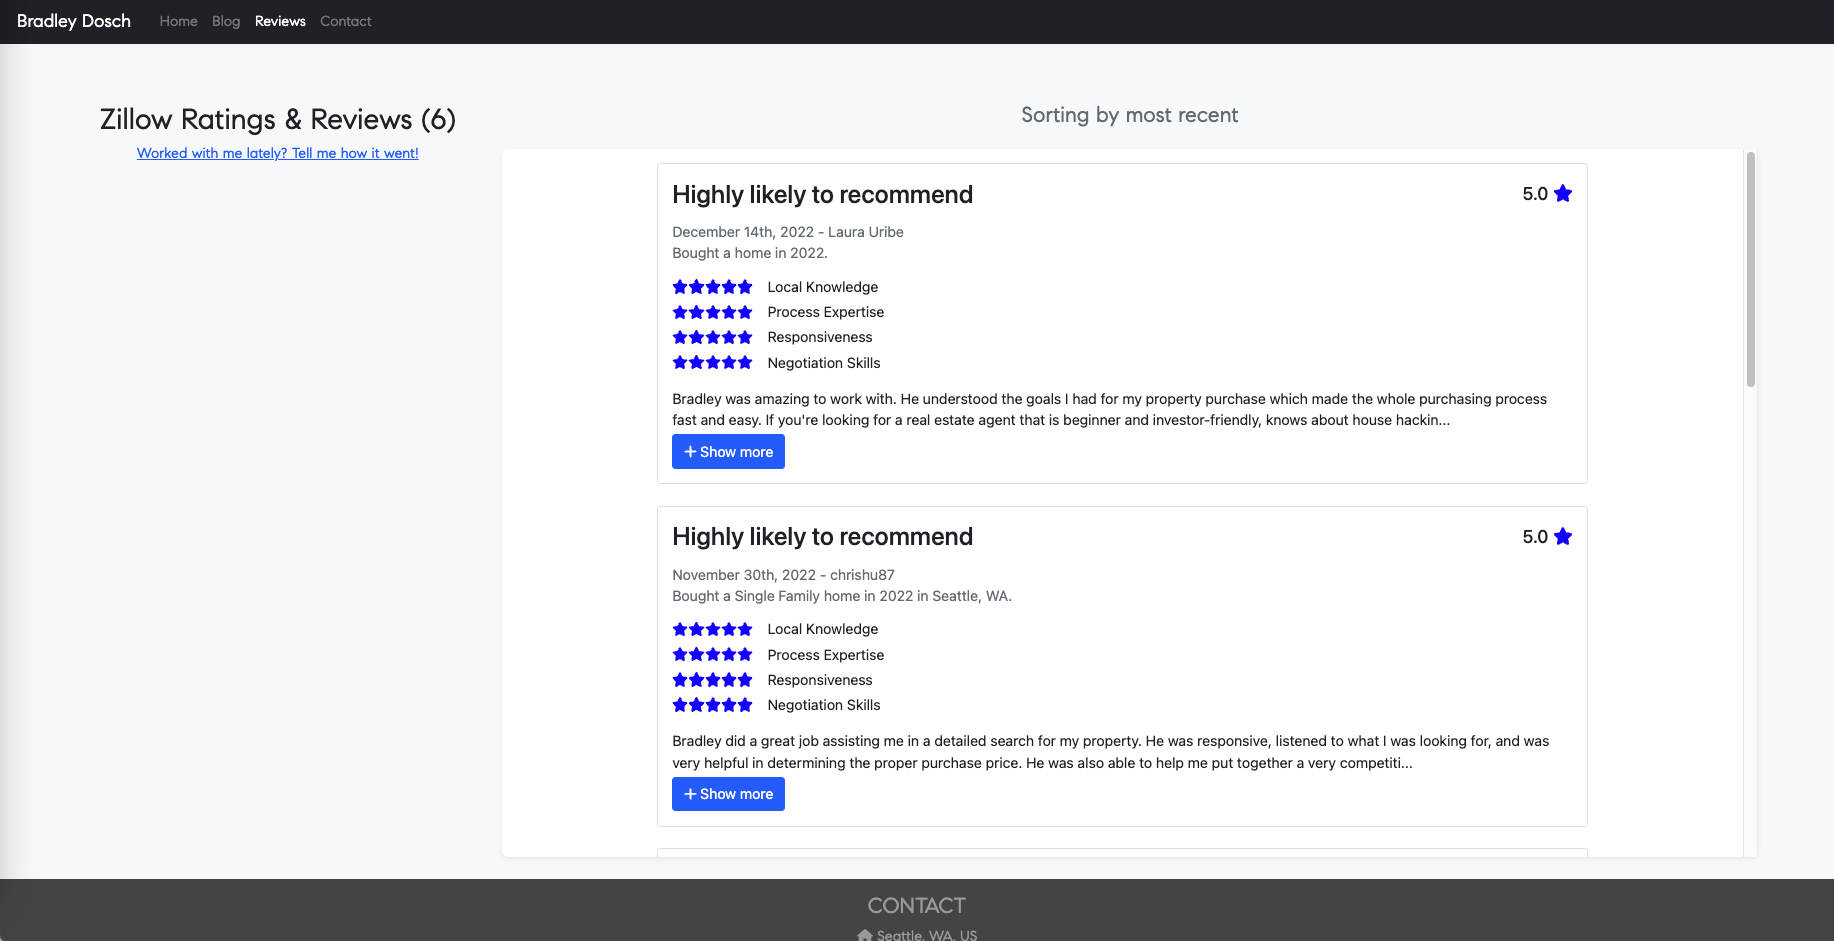 Bradley Dosch Home Blog Reviews Contact
Zillow Ratings & Reviews (6)
Worked with me lately? Tell me how it went!
Sorting by most recent
Highly likely to recommend 5.0
December 14th, 2022 - Laura Uribe
Bought a home in 2022.
Local Knowledge
Process Expertise
Responsiveness
Negotiation Skills
Bradley was amazing to work with. He understood the goals I had for my property purchase which made the whole purchasing process
fast and easy. If you're looking for a real estate agent that is beginner and investor-friendly, knows about house hackin...
+ Show more
Highly likely to recommend 5.0
November 30th, 2022 - chrishu87
Bought a Single Family home in 2022 in Seattle, WA.
Local Knowledge
Process Expertise
Responsiveness
Negotiation Skills
Bradley did a great job assisting me in a detailed search for my property. He was responsive, listened to what I was looking for, and was
very helpful in determining the proper purchase price. He was also able to help me put together a very competiti...
+ Show more
CONTACT
Seattle, WA, US